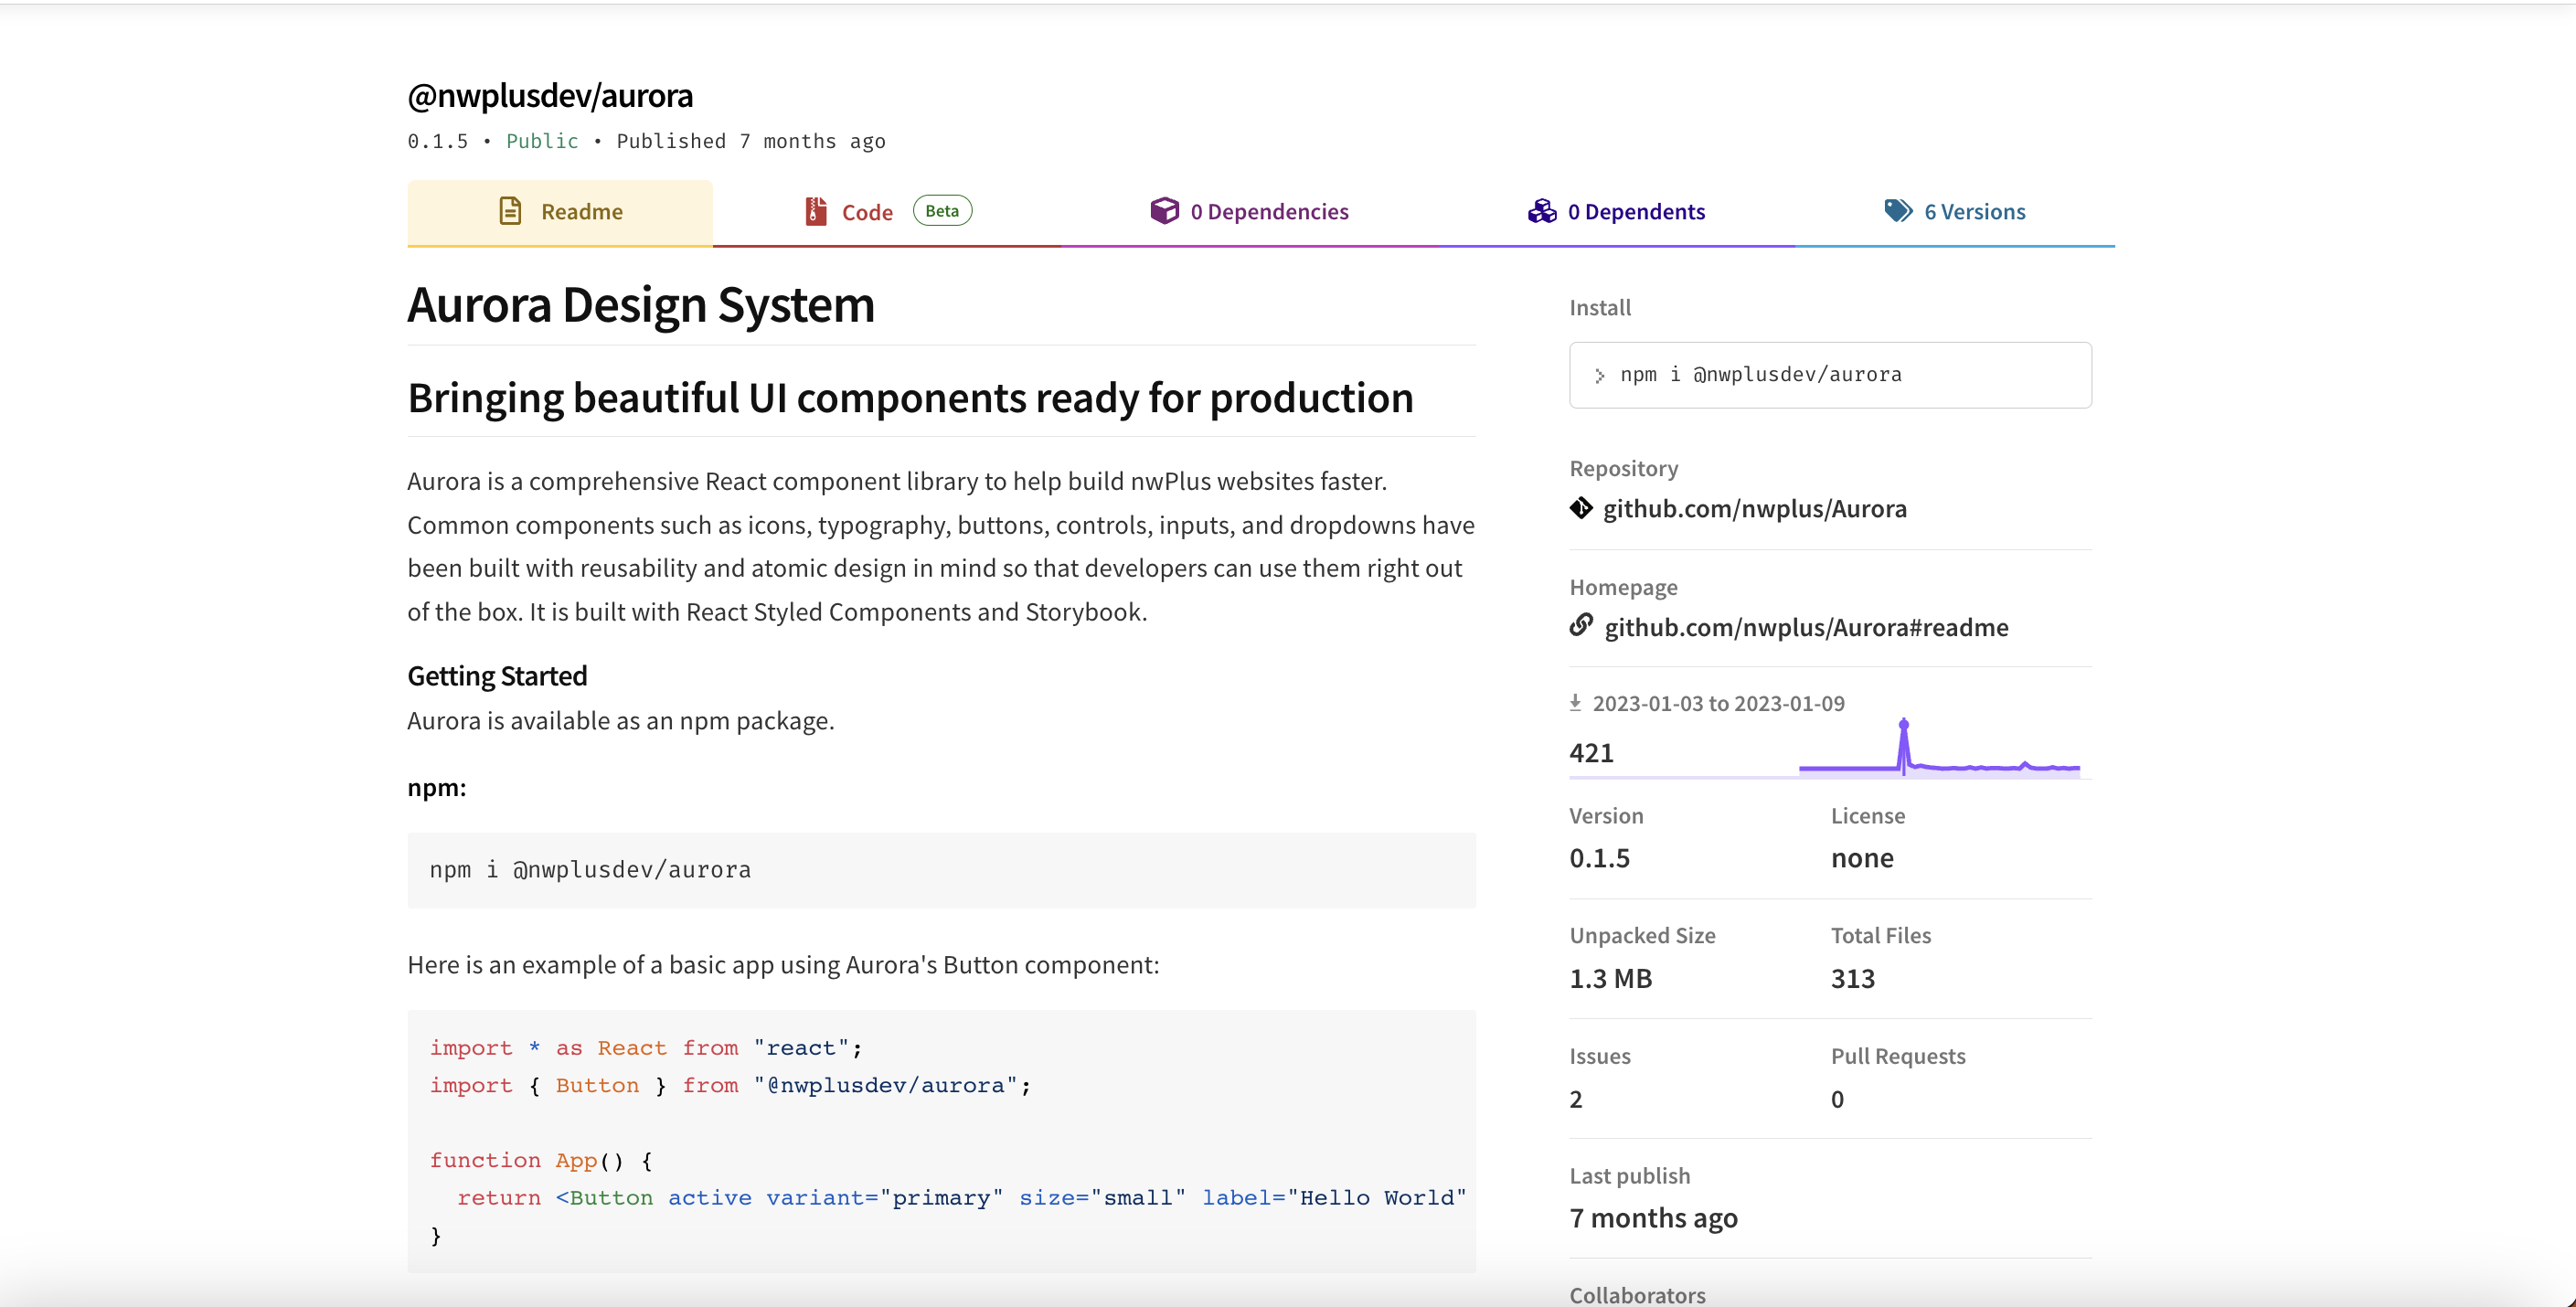 @nwplusdev/aurora
0.1.5 • Public • Published 7 months ago
Readme
Code Beta
0 Dependencies
0 Dependents
6 Versions
Aurora Design System
Bringing beautiful UI components ready for production
Aurora is a comprehensive React component library to help build nwPlus websites faster.
Common components such as icons, typography, buttons, controls, inputs, and dropdowns have
been built with reusability and atomic design in mind so that developers can use them right out
of the box. It is built with React Styled Components and Storybook.
Getting Started
Aurora is available as an npm package.
npm:
npm i @nwplusdev/aurora
Here is an example of a basic app using Aurora's Button component:
import * as React from "react";
import { Button } from "@nwplusdev/aurora";
function App() {
return <Button active variant="primary" size="small" label="Hello World"
}
Install
> npm i @nwplusdev/aurora
Repository
github.com/nwplus/Aurora
Homepage
github.com/nwplus/Aurora#readme
2023-01-03 to 2023-01-09
421
Version
0.1.5
License
none
Unpacked Size
1.3 MB
Total Files
313
Issues
2
Pull Requests
0
Last publish
7 months ago
Collaborators